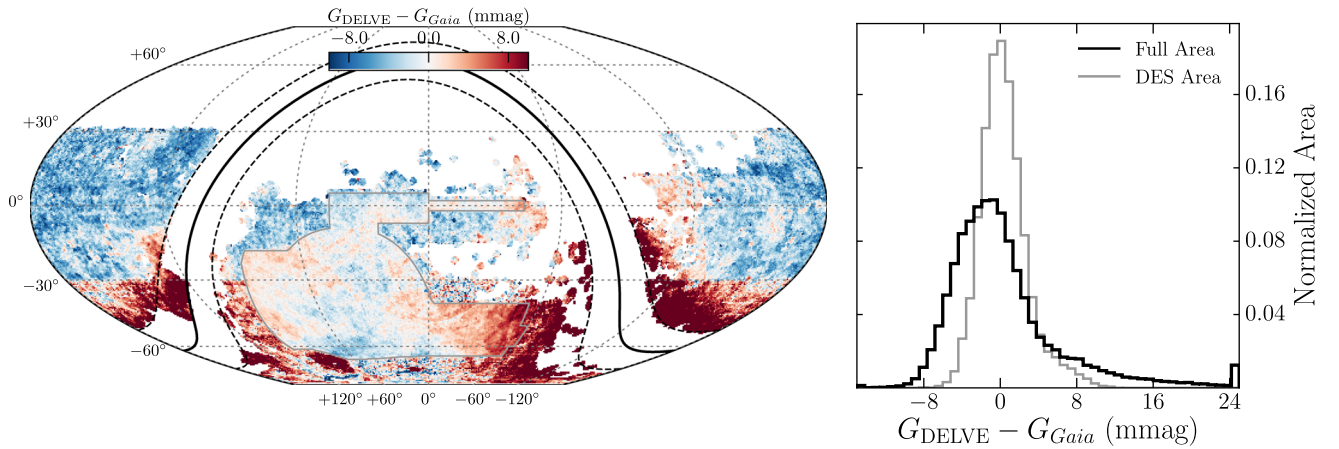 G_DELVE − G_Gaia (mmag)
−8.0 0.0 8.0
+60°
+30°
0°
−30°
−60°
+120° +60° 0° −60° −120°
Full Area
DES Area
0.16
0.12
0.08
0.04
Normalized Area
−8 0 8 16 24
G_DELVE − G_Gaia (mmag)